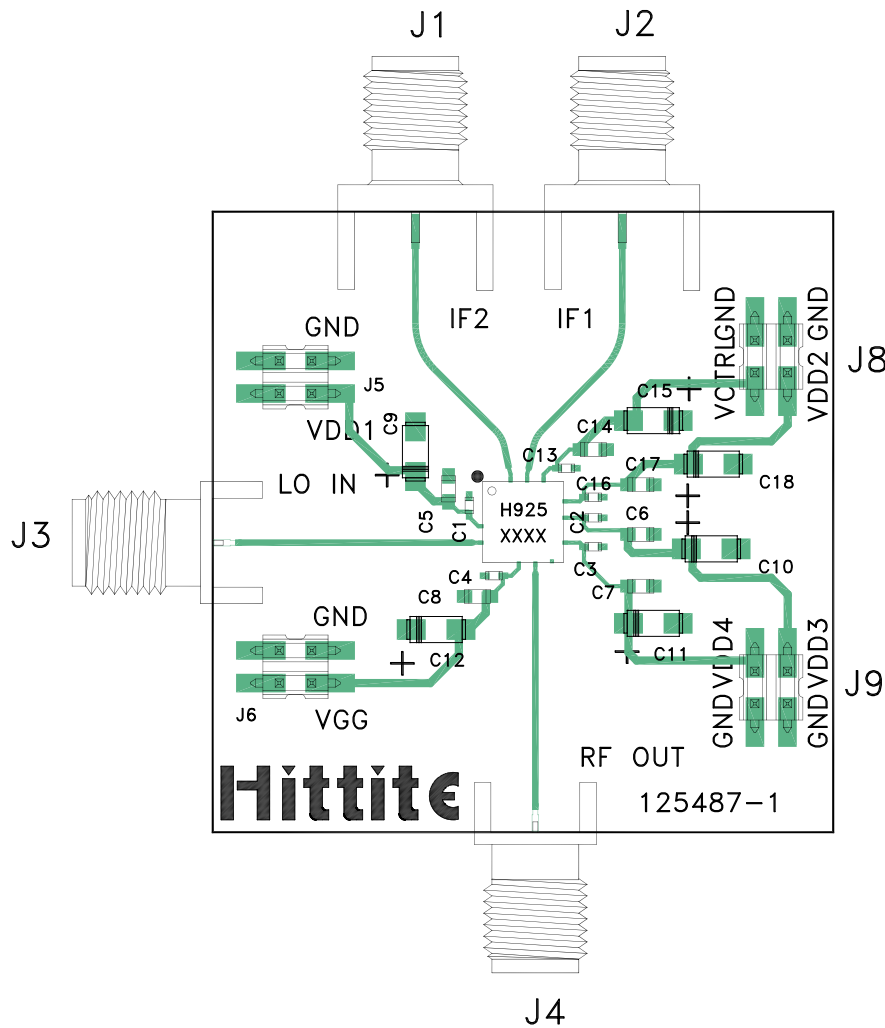 J1
J2
IF2
IF1
GND
J5
VDD1
C9
LO IN
C5
C1
J3
C13
C14
C15
VCTRL
GND
GND
VDD2
J8
H925
XXXX
C16
C17
C18
C2
C6
C3
C7
C10
C11
C4
C8
C12
GND
J6
VGG
GND
VDD4
GND
VDD3
J9
Hittite
RF OUT
125487-1
J4